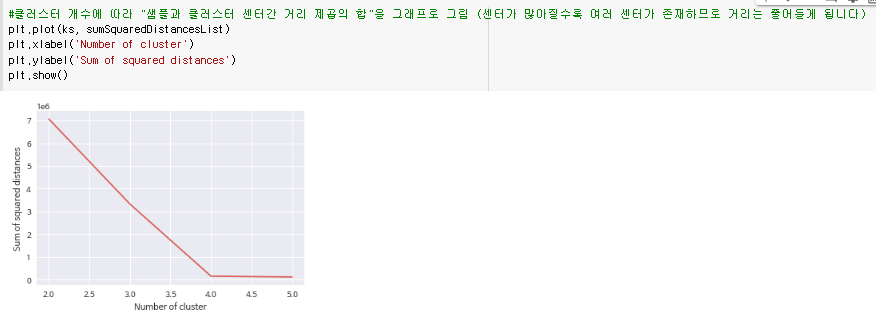 #클러스터 개수에 따라 "샘플과 클러스터 센터간 거리 제곱의 합"을 그래프로 그림 (센터가 많아질수록 여러 센터가 존재하므로 거리는 줄어들게 됩니다)
plt.plot(ks, sumSquaredDistancesList)
plt.xlabel('Number of cluster')
plt.ylabel('Sum of squared distances')
plt.show()
1e6
7
6
5
4
3
2
1
0
Sum of squared distances
2.0 2.5 3.0 3.5 4.0 4.5 5.0
Number of cluster